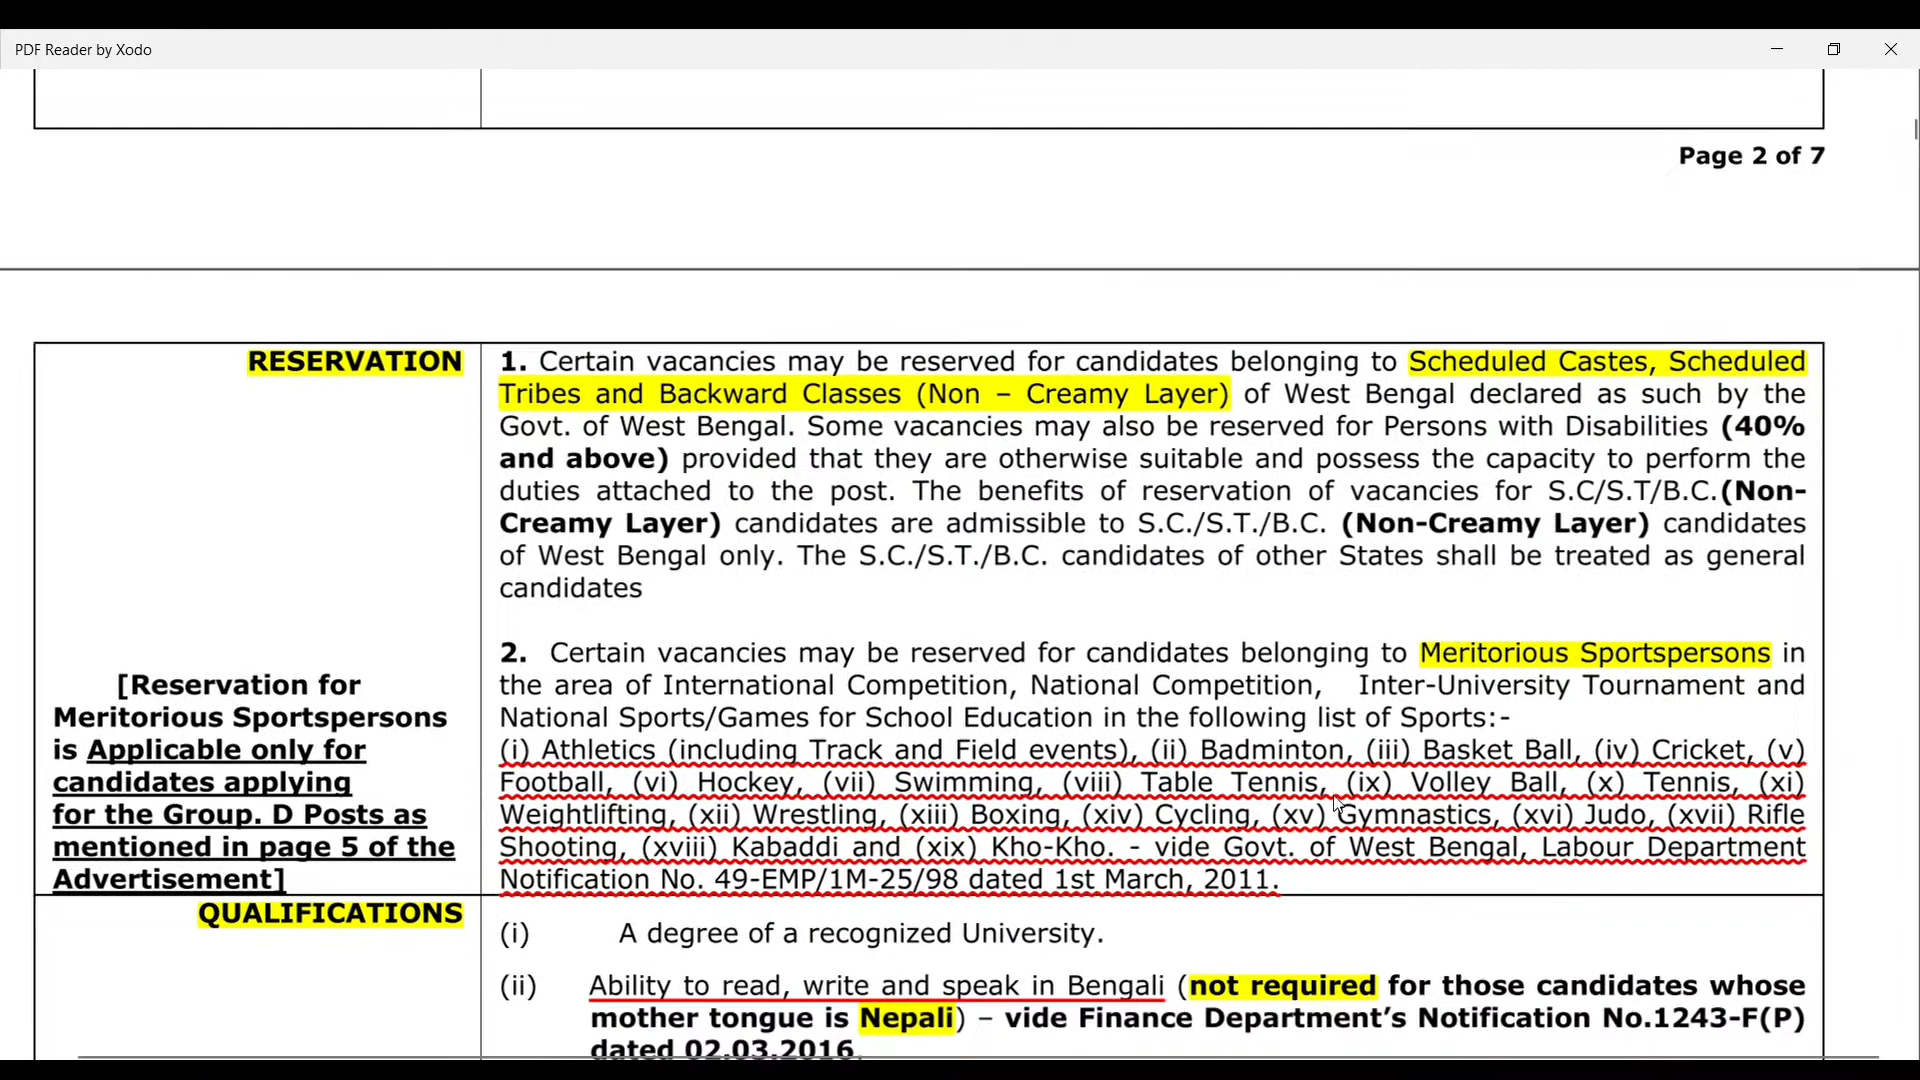 PDF Reader by Xodo
Page 2 of 7
RESERVATION
[Reservation for
Meritorious Sportspersons
is Applicable only for
candidates applying
for the Group. D Posts as
mentioned in page 5 of the
Advertisement]
1. Certain vacancies may be reserved for candidates belonging to Scheduled Castes, Scheduled
Tribes and Backward Classes (Non – Creamy Layer) of West Bengal declared as such by the
Govt. of West Bengal. Some vacancies may also be reserved for Persons with Disabilities (40%
and above) provided that they are otherwise suitable and possess the capacity to perform the
duties attached to the post. The benefits of reservation of vacancies for S.C/S.T/B.C.(Non-
Creamy Layer) candidates are admissible to S.C./S.T./B.C. (Non-Creamy Layer) candidates
of West Bengal only. The S.C./S.T./B.C. candidates of other States shall be treated as general
candidates
2. Certain vacancies may be reserved for candidates belonging to Meritorious Sportspersons in
the area of International Competition, National Competition, Inter-University Tournament and
National Sports/Games for School Education in the following list of Sports:-
(i) Athletics (including Track and Field events), (ii) Badminton, (iii) Basket Ball, (iv) Cricket, (v)
Football, (vi) Hockey, (vii) Swimming, (viii) Table Tennis, (ix) Volley Ball, (x) Tennis, (xi)
Weightlifting, (xii) Wrestling, (xiii) Boxing, (xiv) Cycling, (xv) Gymnastics, (xvi) Judo, (xvii) Rifle
Shooting, (xviii) Kabaddi and (xix) Kho-Kho. - vide Govt. of West Bengal, Labour Department
Notification No. 49-EMP/1M-25/98 dated 1st March, 2011.
QUALIFICATIONS
(i) A degree of a recognized University.
(ii) Ability to read, write and speak in Bengali (not required for those candidates whose
mother tongue is Nepali) – vide Finance Department’s Notification No.1243-F(P)
dated 02.03.2016.